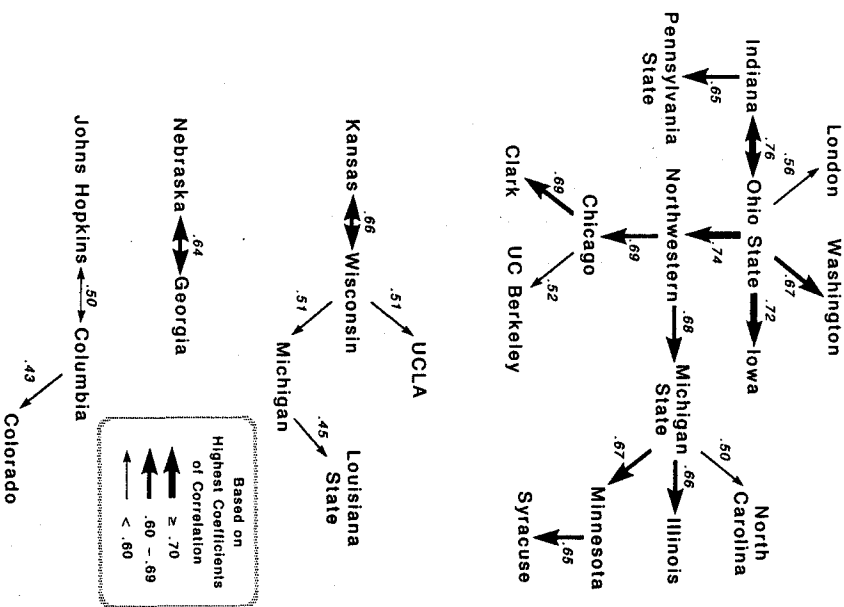 London
Washington
.56
.67
Indiana
.76
Ohio State
.72
Iowa
.65
.74
Pennsylvania
State
Northwestern
.68
Michigan
State
.50
North
Carolina
.66
Illinois
.69
.67
Chicago
Minnesota
.69
.52
.65
Clark
UC Berkeley
Syracuse
UCLA
.51
Kansas
.66
Wisconsin
.51
Michigan
.45
Louisiana
State
Nebraska
.64
Georgia
Johns Hopkins
.50
Columbia
.43
Colorado
Based on
Highest Coefficients
of Correlation
≥ .70
.60 – .69
< .60